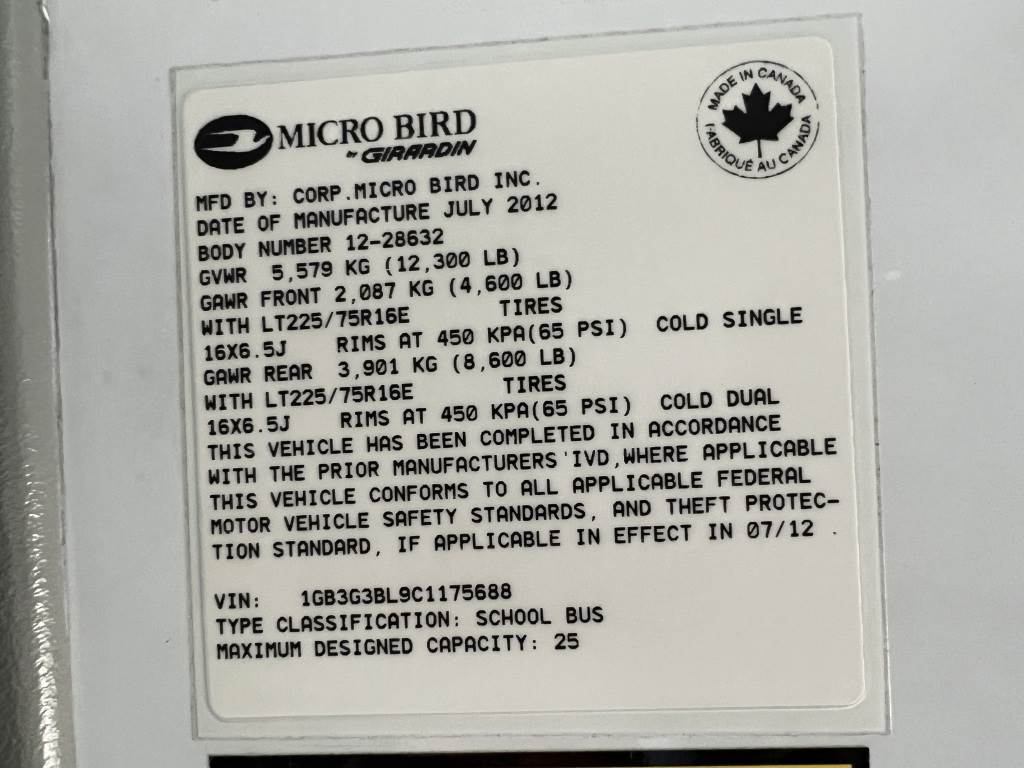 MICRO BIRD
by GIRARDIN
MADE IN CANADA
FABRIQUÉ AU CANADA
MFD BY: CORP.MICRO BIRD INC.
DATE OF MANUFACTURE JULY 2012
BODY NUMBER 12-28632
GVWR 5,579 KG (12,300 LB)
GAWR FRONT 2,087 KG (4,600 LB)
WITH LT225/75R16E TIRES
16X6.5J RIMS AT 450 KPA(65 PSI) COLD SINGLE
GAWR REAR 3,901 KG (8,600 LB)
WITH LT225/75R16E TIRES
16X6.5J RIMS AT 450 KPA(65 PSI) COLD DUAL
THIS VEHICLE HAS BEEN COMPLETED IN ACCORDANCE
WITH THE PRIOR MANUFACTURERS'IVD,WHERE APPLICABLE
THIS VEHICLE CONFORMS TO ALL APPLICABLE FEDERAL
MOTOR VEHICLE SAFETY STANDARDS, AND THEFT PROTEC-
TION STANDARD, IF APPLICABLE IN EFFECT IN 07/12 .
VIN: 1GB3G3BL9C1175688
TYPE CLASSIFICATION: SCHOOL BUS
MAXIMUM DESIGNED CAPACITY: 25